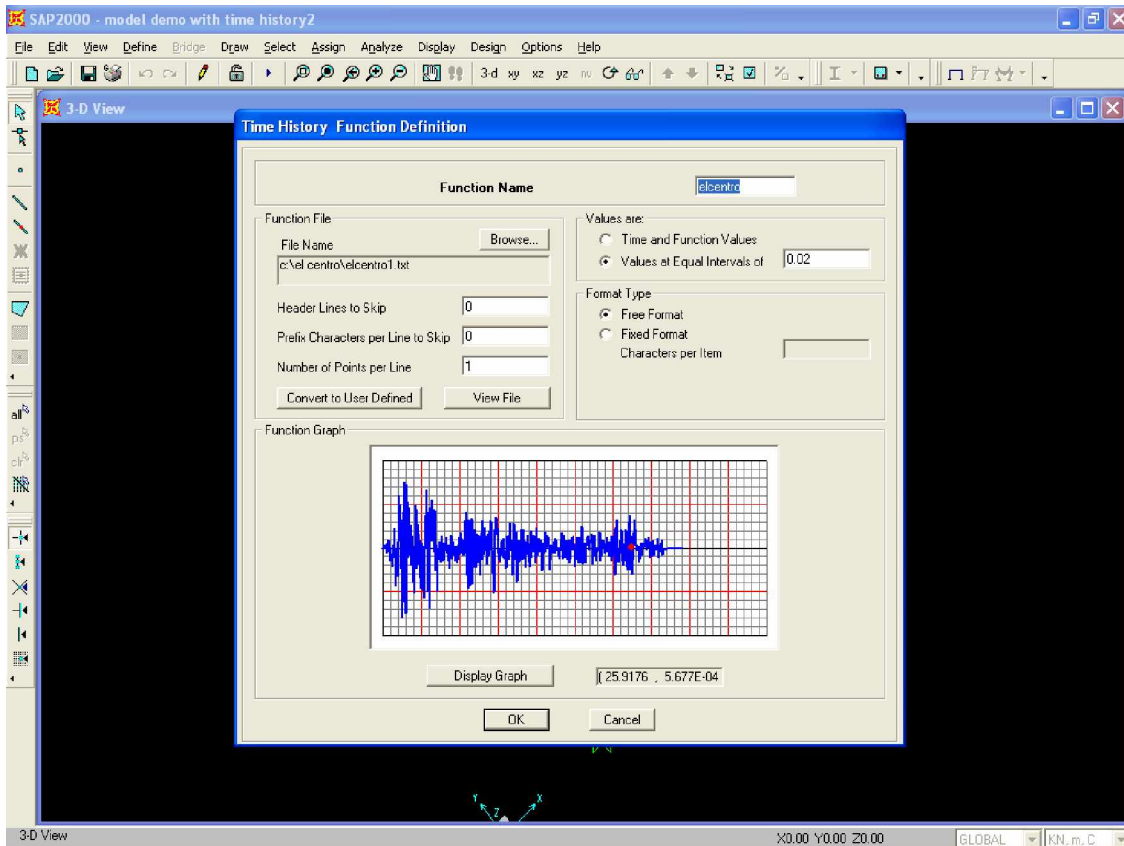 SAP2000 - model demo with time history2
File Edit View Define Bridge Draw Select Assign Analyze Display Design Options Help
3-d xy xz yz nv
3-D View
Time History Function Definition
Function Name elcentro
Function File
File Name Browse...
c:\el centro\elcentro1.txt
Header Lines to Skip 0
Prefix Characters per Line to Skip 0
Number of Points per Line 1
Convert to User Defined View File
Values are:
Time and Function Values
Values at Equal Intervals of 0.02
Format Type
Free Format
Fixed Format
Characters per Item
Function Graph
Display Graph ( 25.9176 , 5.677E-04
OK Cancel
all
ps
clr
Y Z X
3-D View X0.00 Y0.00 Z0.00 GLOBAL KN, m, C